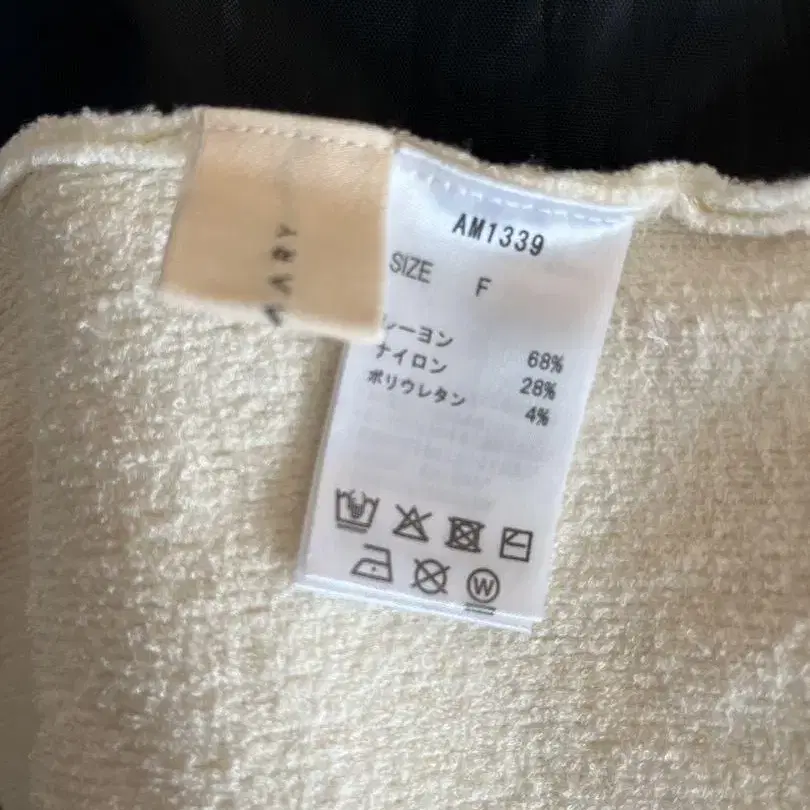 AM1339
SIZE F
レーヨン 68%
ナイロン 28%
ポリウレタン 4%
W